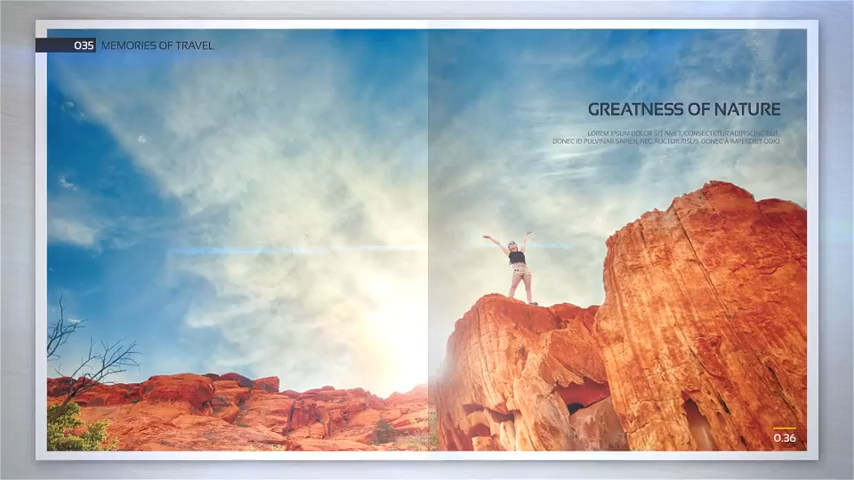 035 MEMORIES OF TRAVEL
GREATNESS OF NATURE
LOREM IPSUM DOLOR SIT AMET, CONSECTETUR ADIPISCING ELIT.
DONEC ID PULVINAR SAPIEN, NEC AUCTOR RISUS. DONEC A IMPERDIET ODIO.
0.36